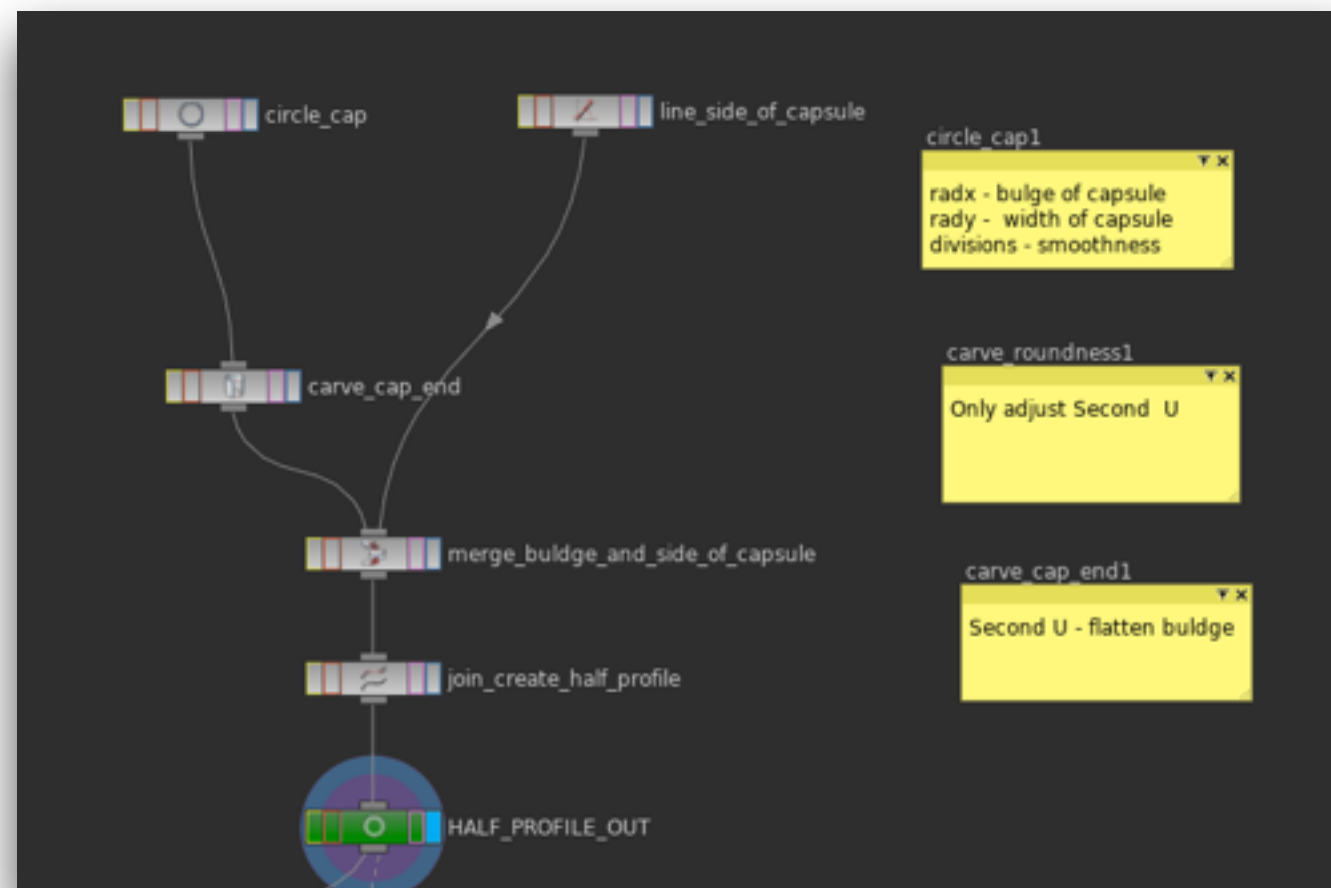 circle_cap
line_side_of_capsule
circle_cap1
radx - bulge of capsule
rady -  width of capsule
divisions - smoothness
carve_roundness1
Only adjust Second  U
carve_cap_end
merge_buldge_and_side_of_capsule
carve_cap_end1
Second U - flatten buldge
join_create_half_profile
HALF_PROFILE_OUT